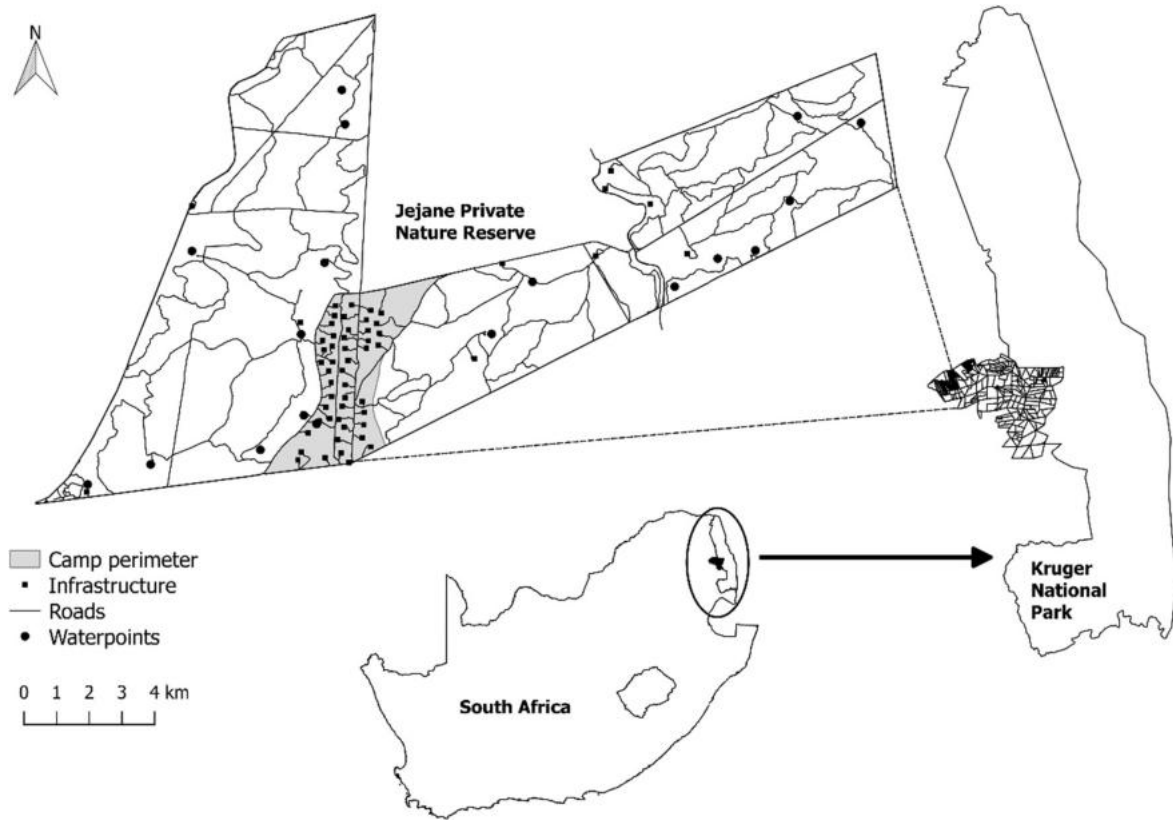 N
Jejane Private
Nature Reserve
Camp perimeter
Infrastructure
Roads
Waterpoints
0 1 2 3 4 km
South Africa
Kruger
National
Park